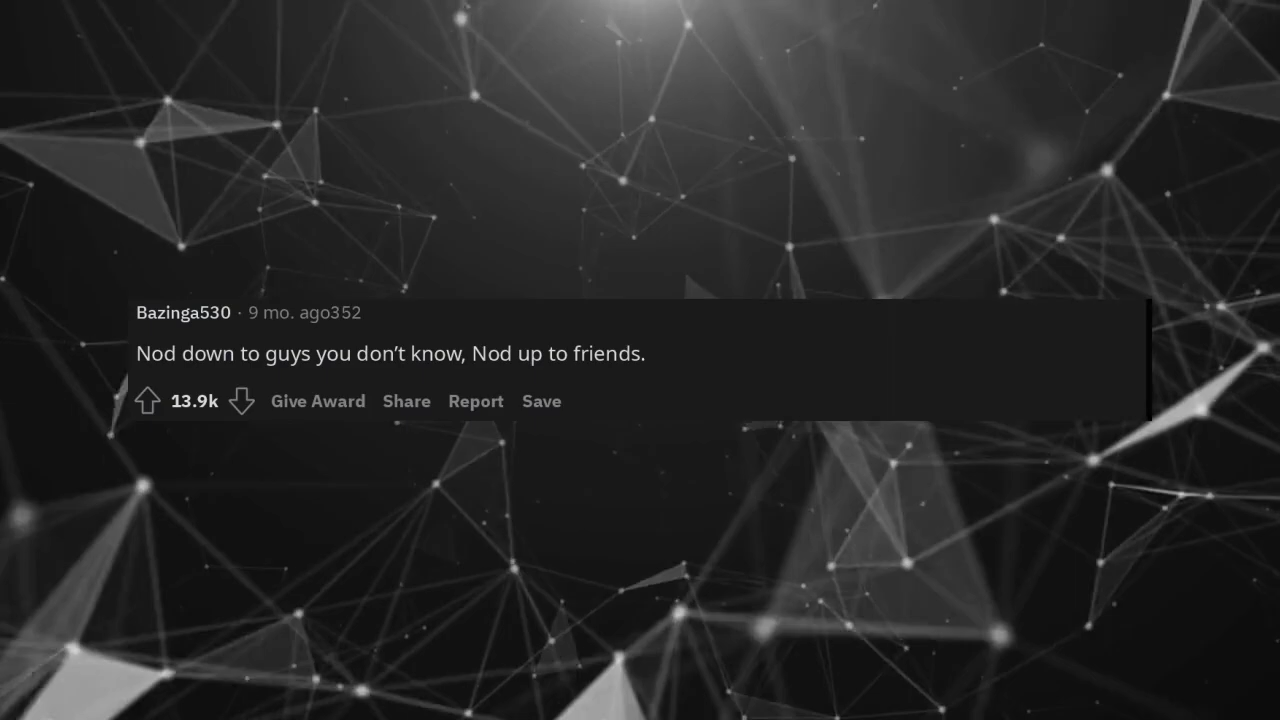 Bazinga530 · 9 mo. ago352
Nod down to guys you don’t know, Nod up to friends.
13.9k Give Award Share Report Save